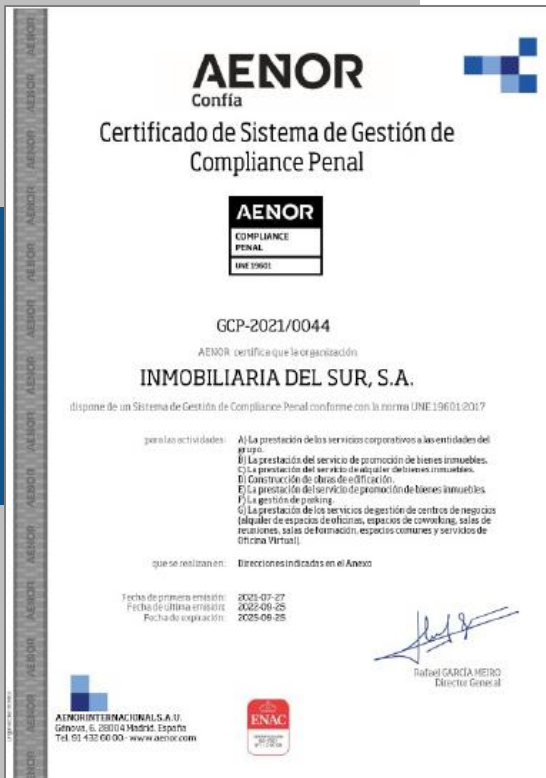 AENOR
Confía
Certificado de Sistema de Gestión de
Compliance Penal
AENOR
COMPLIANCE
PENAL
UNE 19601
GCP-2021/0044
AENOR certifica que la organización
INMOBILIARIA DEL SUR, S.A.
dispone de un Sistema de Gestión de Compliance Penal conforme con la norma UNE 19601:2017
para las actividades:
A) La prestación de los servicios corporativos a las entidades del
grupo.
B) La prestación del servicio de promoción de bienes inmuebles.
C) La prestación del servicio de alquiler de bienes inmuebles.
D) Construcción de obras de edificación.
E) La prestación del servicio de promoción de bienes inmuebles.
F) La gestión de parking.
G) La prestación de los servicios de gestión de centros de negocios
(alquiler de espacios de oficinas, espacios de coworking, salas de
reuniones, salas de formación, espacios comunes y servicios de
Oficina Virtual).
que se realizan en: Direcciones indicadas en el Anexo
Fecha de primera emisión: 2021-07-27
Fecha de última emisión: 2022-09-25
Fecha de expiración: 2025-09-25
Rafael GARCÍA MEIRO
Director General
AENOR INTERNACIONAL S.A.U.
Génova, 6. 28004 Madrid. España
Tel. 91 432 60 00.- www.aenor.com
ENAC